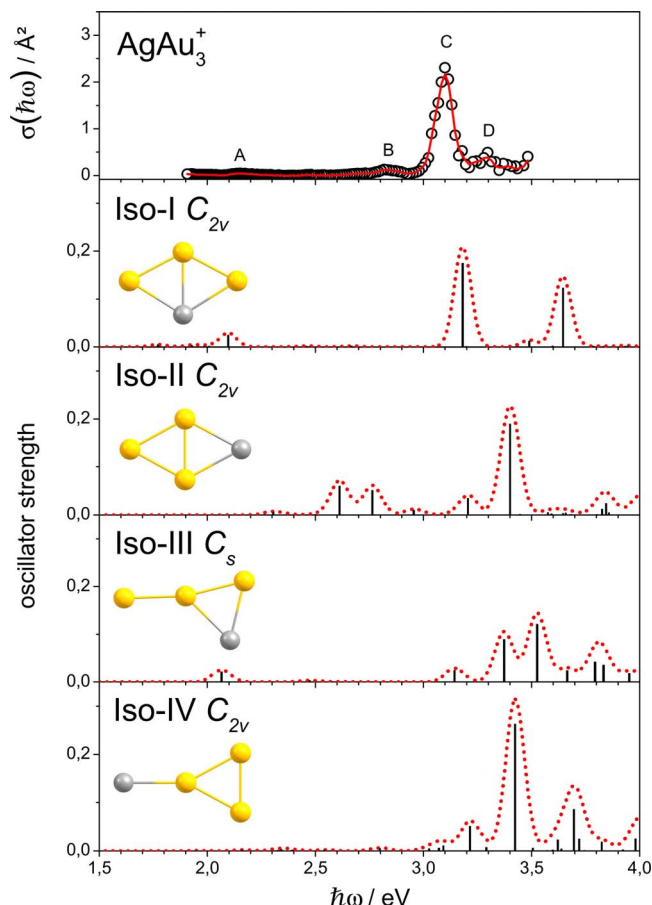 AgAu₃⁺
A
B
C
D
3
2
1
0
σ(ħω) / Å²
Iso-I C₂ᵥ
0,2
0,0
Iso-II C₂ᵥ
0,2
0,0
Iso-III Cₛ
0,2
0,0
Iso-IV C₂ᵥ
0,2
0,0
oscillator strength
1,5 2,0 2,5 3,0 3,5 4,0
ħω / eV